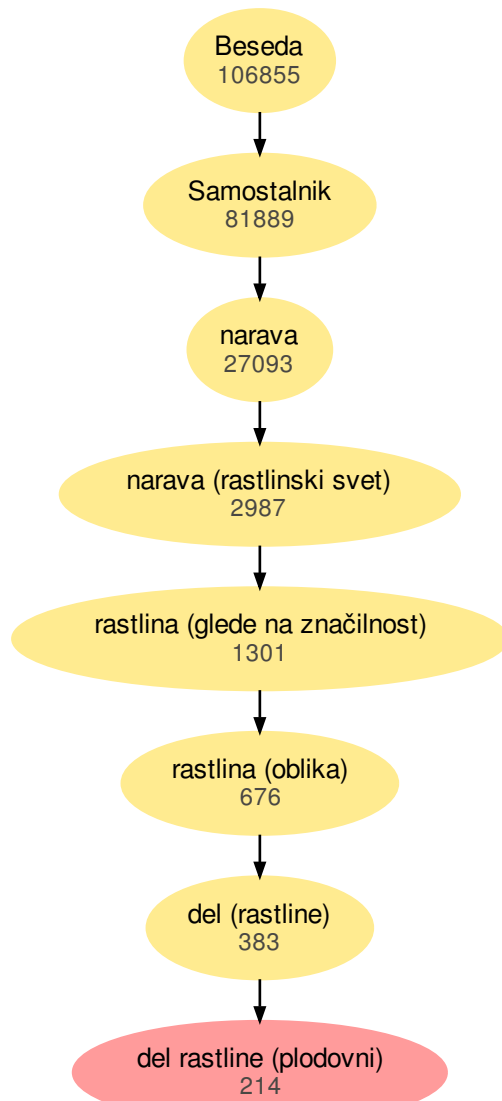 Beseda
106855
Samostalnik
81889
narava
27093
narava (rastlinski svet)
2987
rastlina (glede na značilnost)
1301
rastlina (oblika)
676
del (rastline)
383
del rastline (plodovni)
214